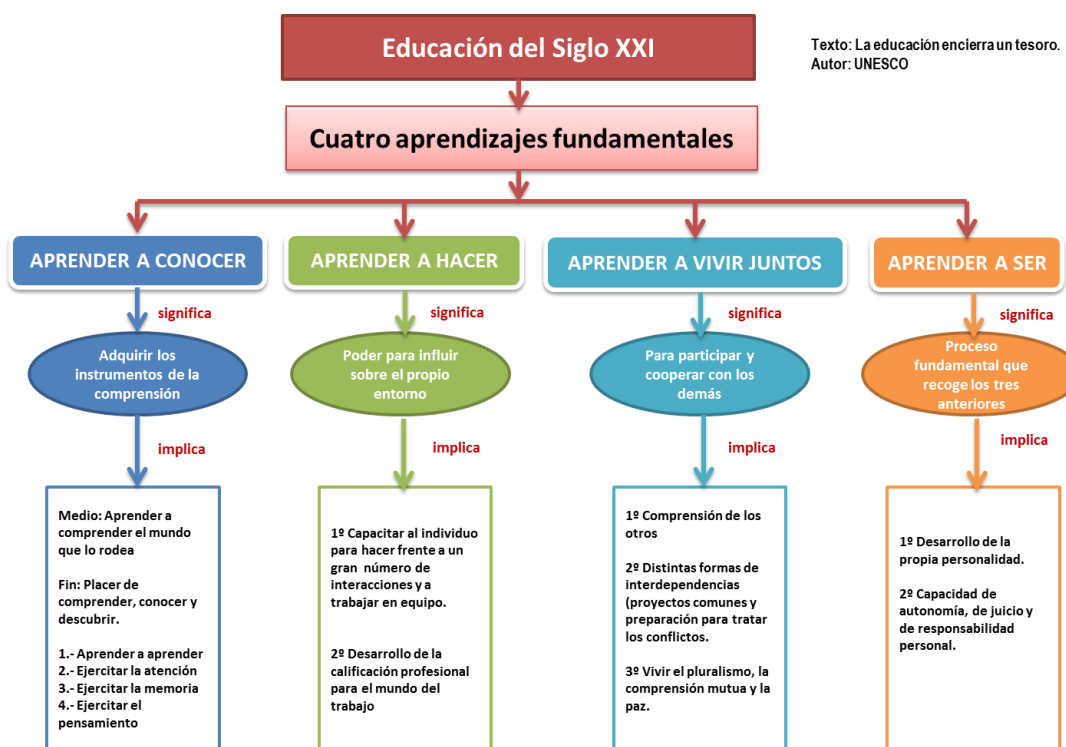 Educación del Siglo XXI
Texto: La educación encierra un tesoro.
Autor: UNESCO
Cuatro aprendizajes fundamentales
APRENDER A CONOCER
significa
Adquirir los
instrumentos de la
comprensión
implica
Medio: Aprender a
comprender el mundo
que lo rodea
Fin: Placer de
comprender, conocer y
descubrir.
1.- Aprender a aprender
2.- Ejercitar la atención
3.- Ejercitar la memoria
4.- Ejercitar el
pensamiento
APRENDER A HACER
significa
Poder para influir
sobre el propio
entorno
implica
1º Capacitar al individuo
para hacer frente a un
gran número de
interacciones y a
trabajar en equipo.
2º Desarrollo de la
calificación profesional
para el mundo del
trabajo
APRENDER A VIVIR JUNTOS
significa
Para participar y
cooperar con los
demás
implica
1º Comprensión de los
otros
2º Distintas formas de
interdependencias
(proyectos comunes y
preparación para tratar
los conflictos.
3º Vivir el pluralismo, la
comprensión mutua y la
paz.
APRENDER A SER
significa
Proceso
fundamental que
recoge los tres
anteriores
implica
1º Desarrollo de la
propia personalidad.
2º Capacidad de
autonomía, de juicio y
de responsabilidad
personal.